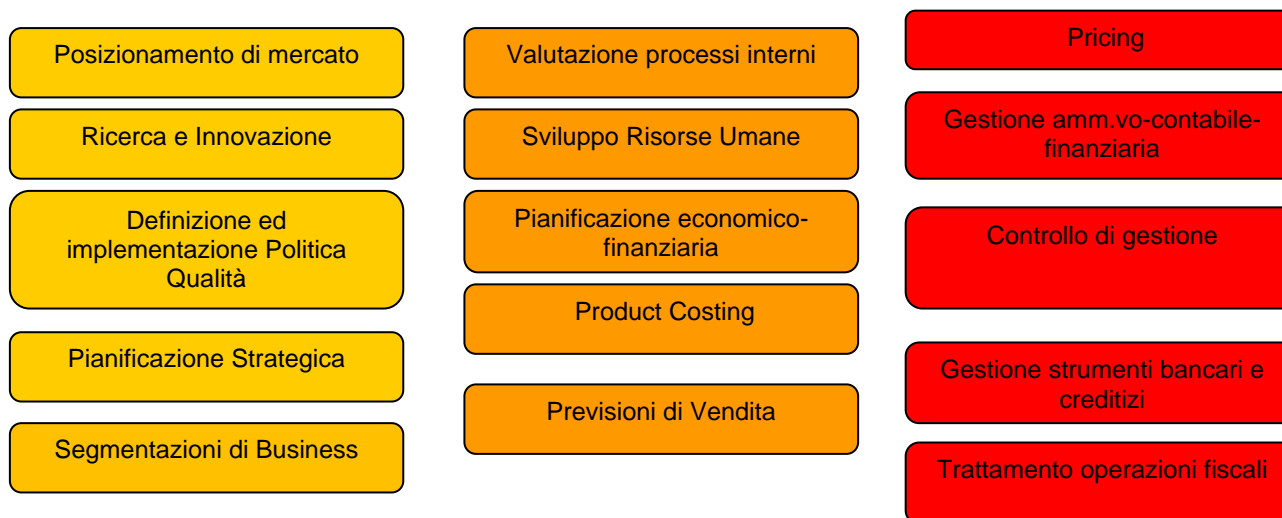 Posizionamento di mercato
Ricerca e Innovazione
Definizione ed
implementazione Politica
Qualità
Pianificazione Strategica
Segmentazioni di Business
Valutazione processi interni
Sviluppo Risorse Umane
Pianificazione economico-
finanziaria
Product Costing
Previsioni di Vendita
Pricing
Gestione amm.vo-contabile-
finanziaria
Controllo di gestione
Gestione strumenti bancari e
creditizi
Trattamento operazioni fiscali